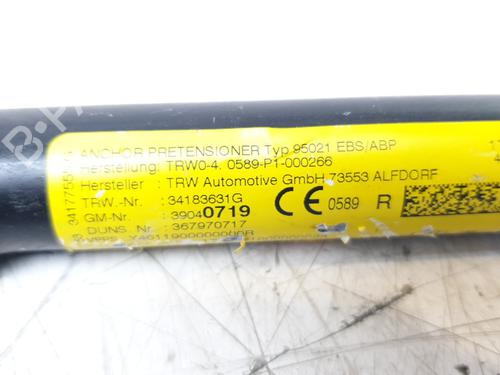 ANCHOR PRETENSIONER Typ 95021 EBS/ABP
Herstellung: TRW0-4. 0589-P1-000266
Hersteller : TRW Automotive GmbH 73553 ALFDORF
TRW.-Nr. : 34183631G
GM-Nr. : 39040719
DUNS. Nr. : 367970717
CE 0589 R